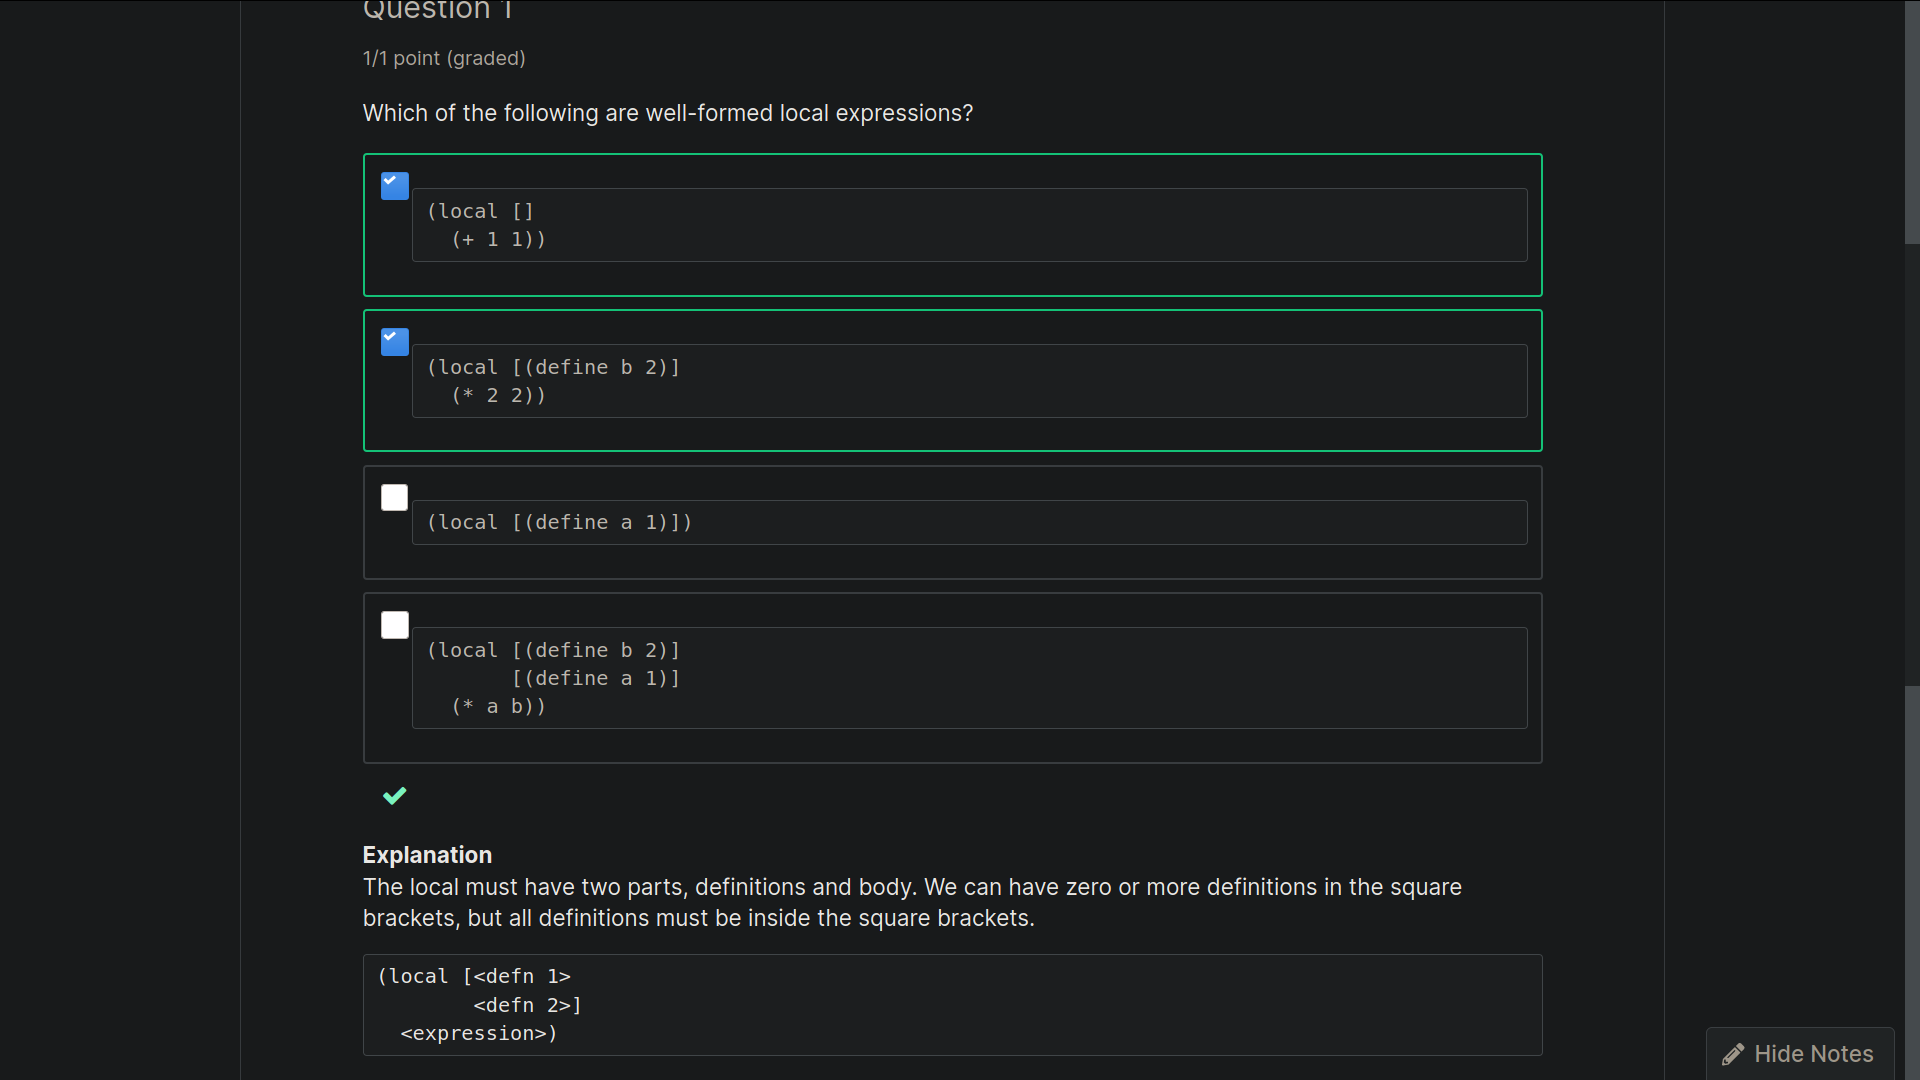 Question 1
1/1 point (graded)
Which of the following are well-formed local expressions?
(local []
  (+ 1 1))
(local [(define b 2)]
  (* 2 2))
(local [(define a 1)])
(local [(define b 2)]
       [(define a 1)]
  (* a b))
Explanation
The local must have two parts, definitions and body. We can have zero or more definitions in the square
brackets, but all definitions must be inside the square brackets.
(local [<defn 1>
        <defn 2>]
  <expression>)
Hide Notes